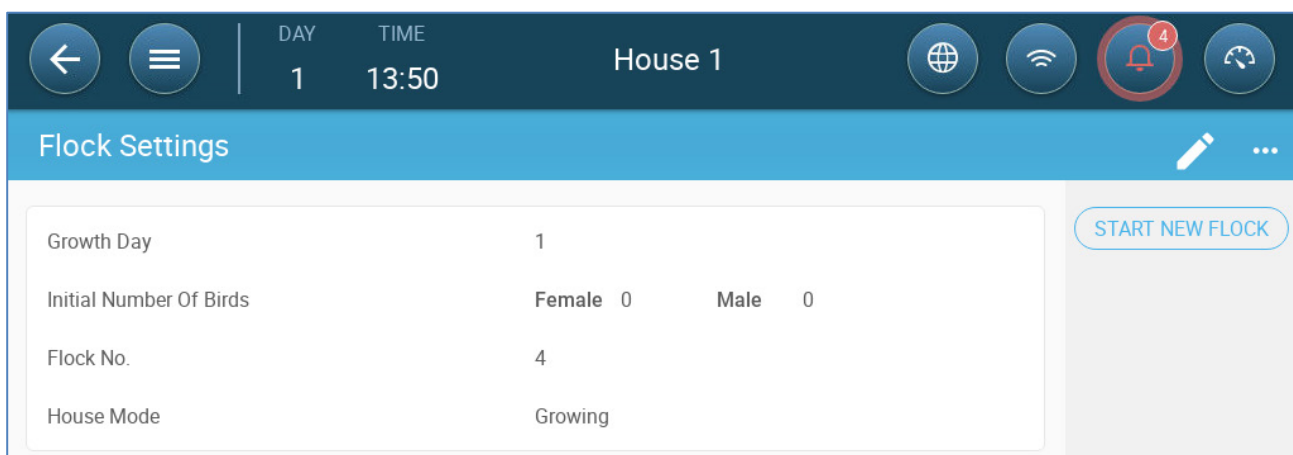 DAY TIME
1 13:50
House 1
4
Flock Settings
START NEW FLOCK
Growth Day 1
Initial Number Of Birds Female 0 Male 0
Flock No. 4
House Mode Growing